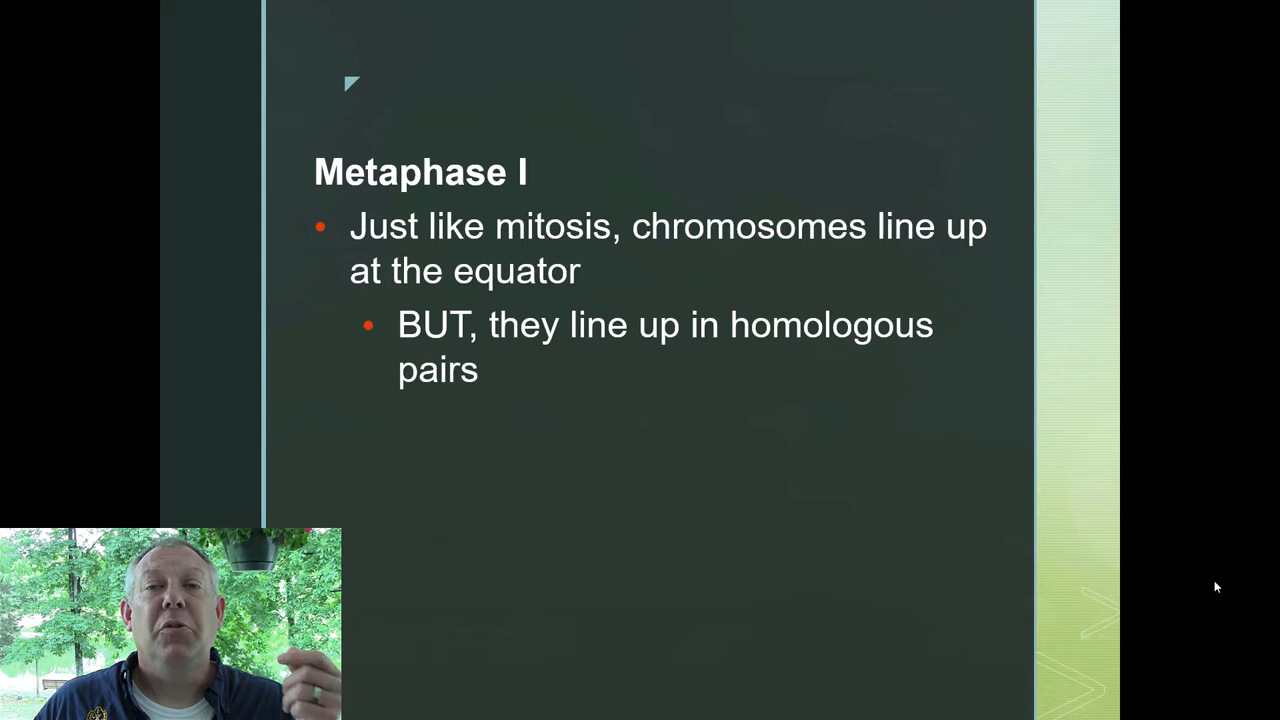 Metaphase I
• Just like mitosis, chromosomes line up
at the equator
• BUT, they line up in homologous
pairs